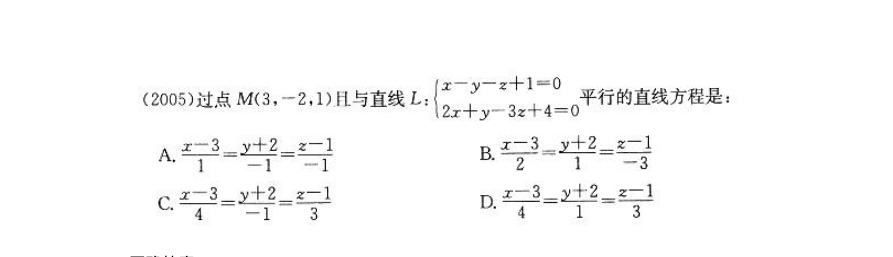 (2005)过点 M(3,-2,1)且与直线 L:{x-y-z+1=0
2x+y-3z+4=0 平行的直线方程是:
A. (x-3)/1=(y+2)/-1=(z-1)/-1 B. (x-3)/2=(y+2)/1=(z-1)/-3
C. (x-3)/4=(y+2)/-1=(z-1)/3 D. (x-3)/4=(y+2)/1=(z-1)/3